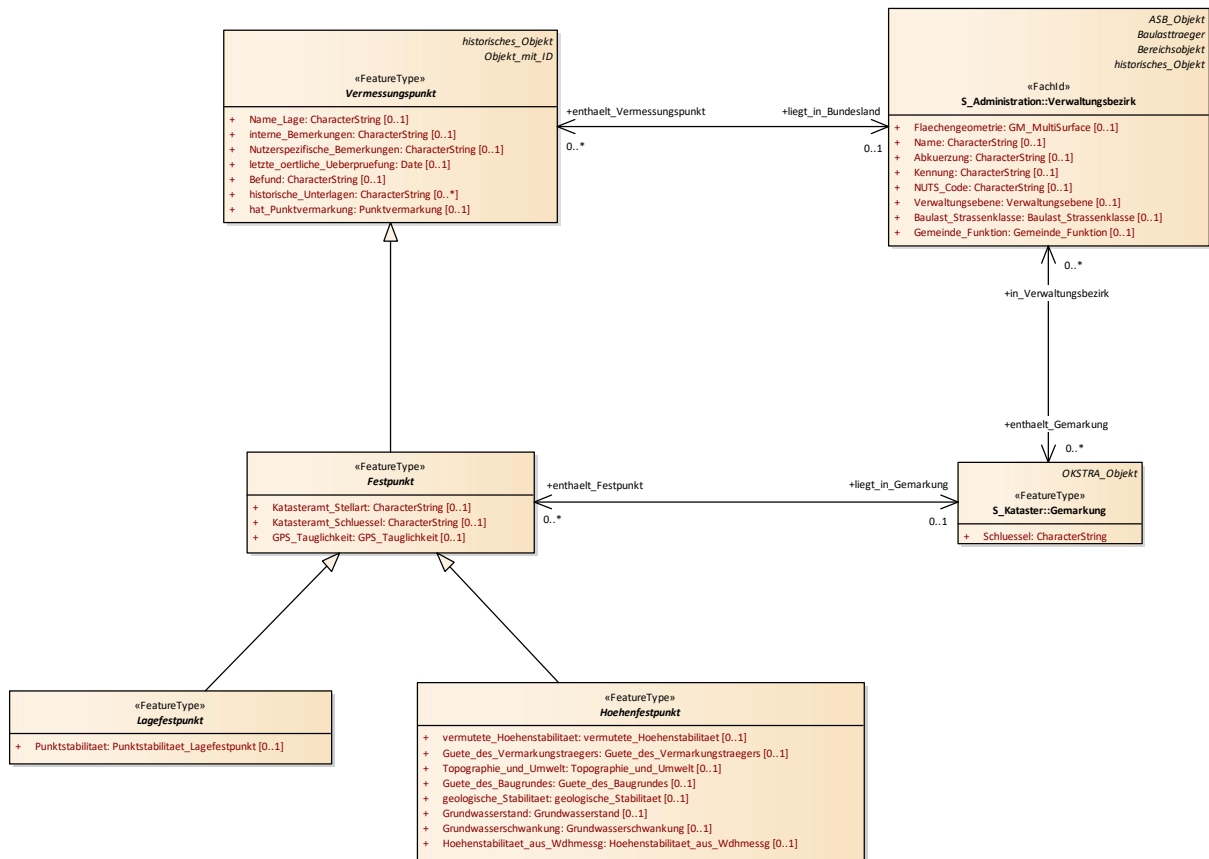 historisches_Objekt
Objekt_mit_ID
«FeatureType»
Vermessungspunkt
+ Name_Lage: CharacterString [0..1]
+ interne_Bemerkungen: CharacterString [0..1]
+ Nutzerspezifische_Bemerkungen: CharacterString [0..1]
+ letzte_oertliche_Ueberpruefung: Date [0..1]
+ Befund: CharacterString [0..1]
+ historische_Unterlagen: CharacterString [0..*]
+ hat_Punktvermarkung: Punktvermarkung [0..1]
+enthaelt_Vermessungspunkt
0..*
+liegt_in_Bundesland
0..1
ASB_Objekt
Baulasttraeger
Bereichsobjekt
historisches_Objekt
«FachId»
S_Administration::Verwaltungsbezirk
+ Flaechengeometrie: GM_MultiSurface [0..1]
+ Name: CharacterString [0..1]
+ Abkuerzung: CharacterString [0..1]
+ Kennung: CharacterString [0..1]
+ NUTS_Code: CharacterString [0..1]
+ Verwaltungsebene: Verwaltungsebene [0..1]
+ Baulast_Strassenklasse: Baulast_Strassenklasse [0..1]
+ Gemeinde_Funktion: Gemeinde_Funktion [0..1]
0..*
+in_Verwaltungsbezirk
+enthaelt_Gemarkung
0..*
«FeatureType»
Festpunkt
+ Katasteramt_Stellart: CharacterString [0..1]
+ Katasteramt_Schluessel: CharacterString [0..1]
+ GPS_Tauglichkeit: GPS_Tauglichkeit [0..1]
+enthaelt_Festpunkt
0..*
+liegt_in_Gemarkung
0..1
OKSTRA_Objekt
«FeatureType»
S_Kataster::Gemarkung
+ Schluessel: CharacterString
«FeatureType»
Lagefestpunkt
+ Punktstabilitaet: Punktstabilitaet_Lagefestpunkt [0..1]
«FeatureType»
Hoehenfestpunkt
+ vermutete_Hoehenstabilitaet: vermutete_Hoehenstabilitaet [0..1]
+ Guete_des_Vermarkungstraegers: Guete_des_Vermarkungstraegers [0..1]
+ Topographie_und_Umwelt: Topographie_und_Umwelt [0..1]
+ Guete_des_Baugrundes: Guete_des_Baugrundes [0..1]
+ geologische_Stabilitaet: geologische_Stabilitaet [0..1]
+ Grundwasserstand: Grundwasserstand [0..1]
+ Grundwasserschwankung: Grundwasserschwankung [0..1]
+ Hoehenstabilitaet_aus_Wdhmessg: Hoehenstabilitaet_aus_Wdhmessg [0..1]